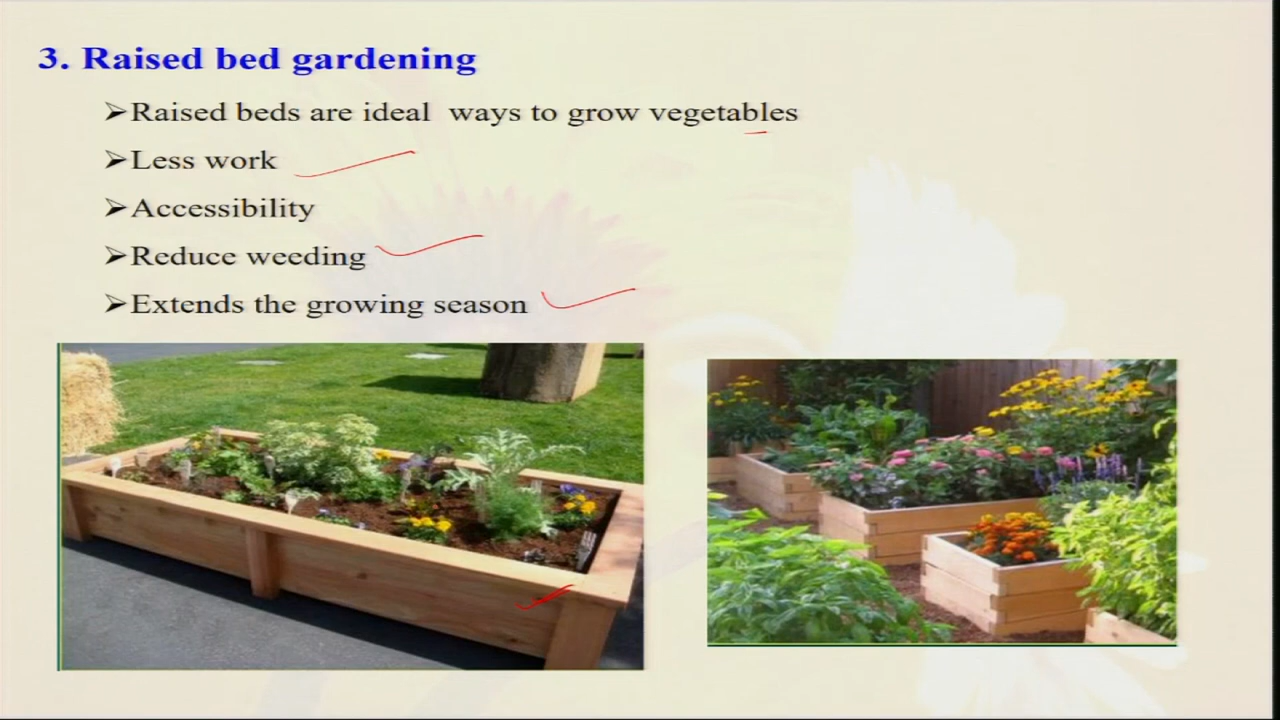 3. Raised bed gardening
➢Raised beds are ideal ways to grow vegetables
➢Less work
➢Accessibility
➢Reduce weeding
➢Extends the growing season